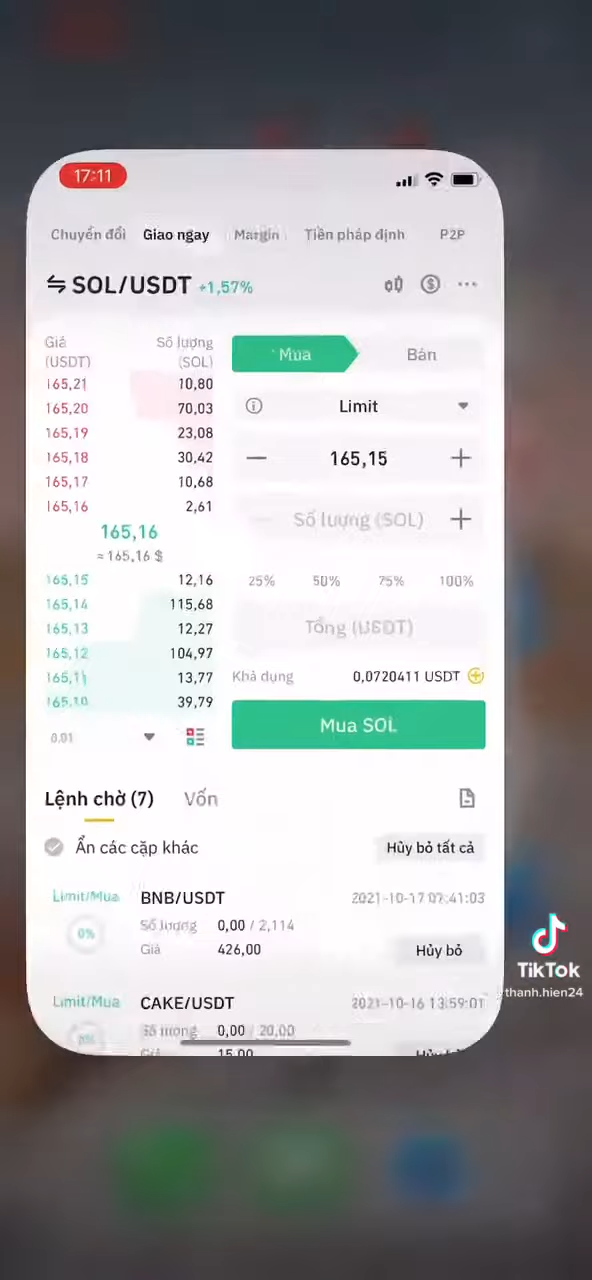 17:11
Chuyển đổi Giao ngay Margin Tiền pháp định P2P
SOL/USDT +1,57%
Giá (USDT) Số lượng (SOL)
165,21 10,80
165,20 70,03
165,19 23,08
165,18 30,42
165,17 10,68
165,16 2,61
165,16
≈ 165,16 $
165,15 12,16
165,14 115,68
165,13 12,27
165,12 104,97
165,11 13,77
165,10 39,79
0,01
Mua Bán
Limit
165,15
Số lượng (SOL)
25% 50% 75% 100%
Tổng (USDT)
Khả dụng 0,0720411 USDT
Mua SOL
Lệnh chờ (7) Vốn
Ẩn các cặp khác Hủy bỏ tất cả
Limit/Mua BNB/USDT 2021-10-17 07:41:03
Số lượng 0,00 / 2,114
0%
Giá 426,00 Hủy bỏ
Limit/Mua CAKE/USDT 2021-10-16 13:59:01
Số lượng 0,00 / 20,00
0%
Giá 15,00 Hủy bỏ
TikTok
thanh.hien24